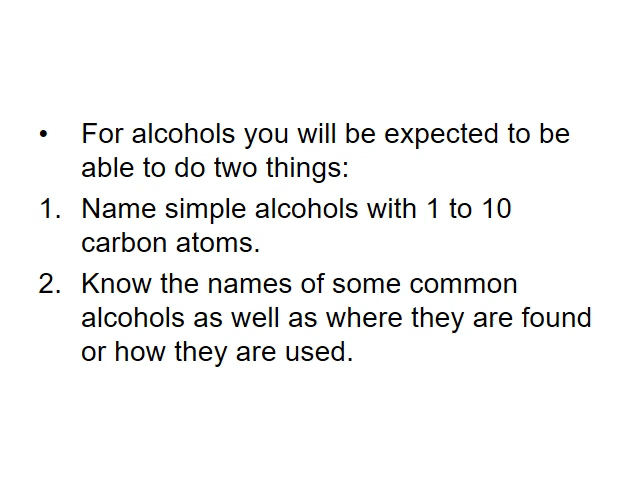 • For alcohols you will be expected to be
able to do two things:
1. Name simple alcohols with 1 to 10
carbon atoms.
2. Know the names of some common
alcohols as well as where they are found
or how they are used.